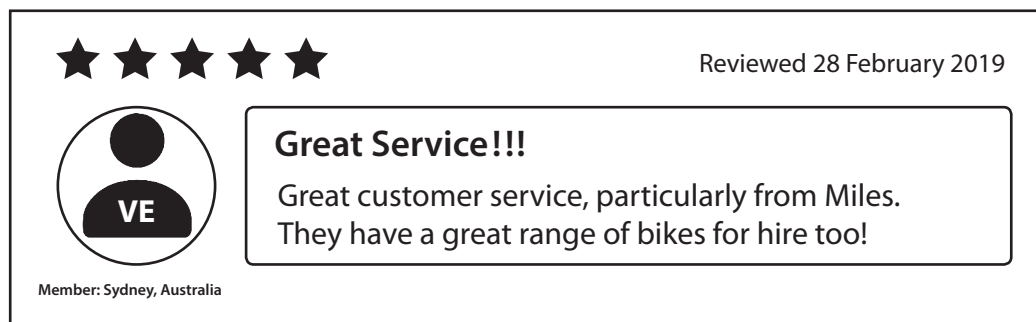 Reviewed 28 February 2019
Great Service!!!
Great customer service, particularly from Miles.
They have a great range of bikes for hire too!
VE
Member: Sydney, Australia